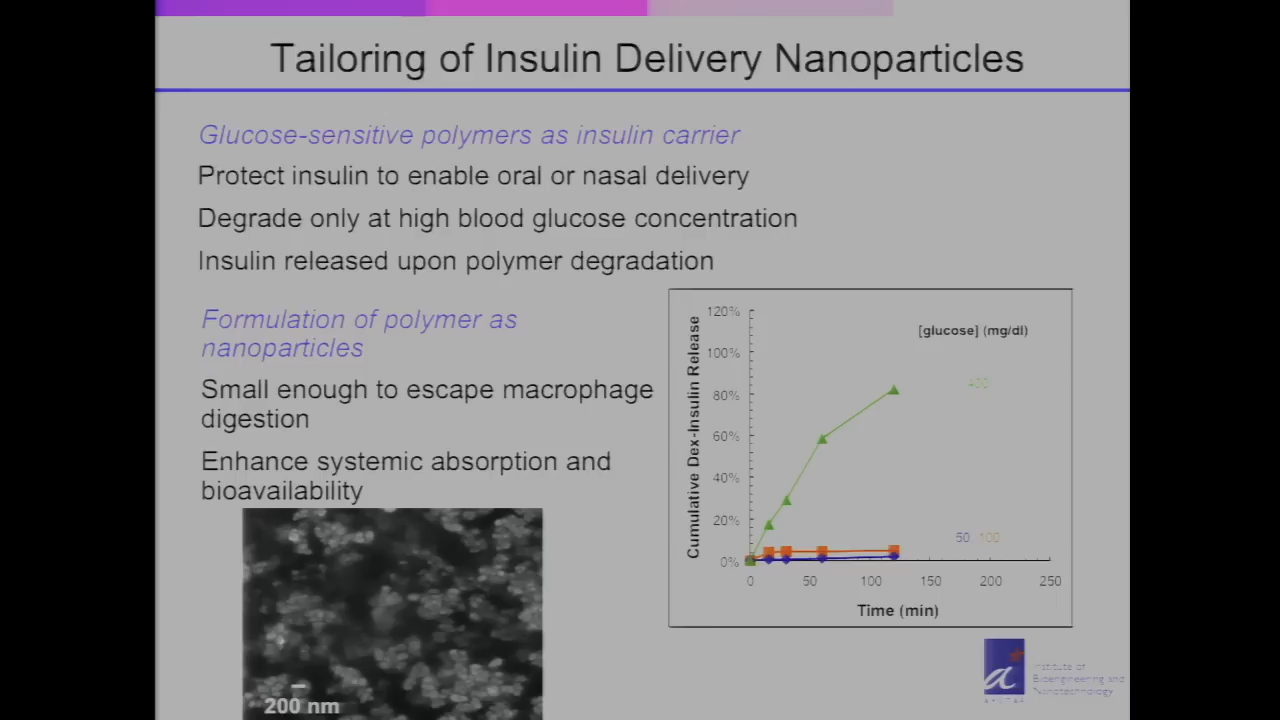 Tailoring of Insulin Delivery Nanoparticles
Glucose-sensitive polymers as insulin carrier
Protect insulin to enable oral or nasal delivery
Degrade only at high blood glucose concentration
Insulin released upon polymer degradation
Formulation of polymer as
nanoparticles
Small enough to escape macrophage
digestion
Enhance systemic absorption and
bioavailability
200 nm
Cumulative Dex-Insulin Release
120%
100%
80%
60%
40%
20%
0%
[glucose] (mg/dl)
400
50 100
0 50 100 150 200 250
Time (min)
Institute of
Bioengineering and
Nanotechnology